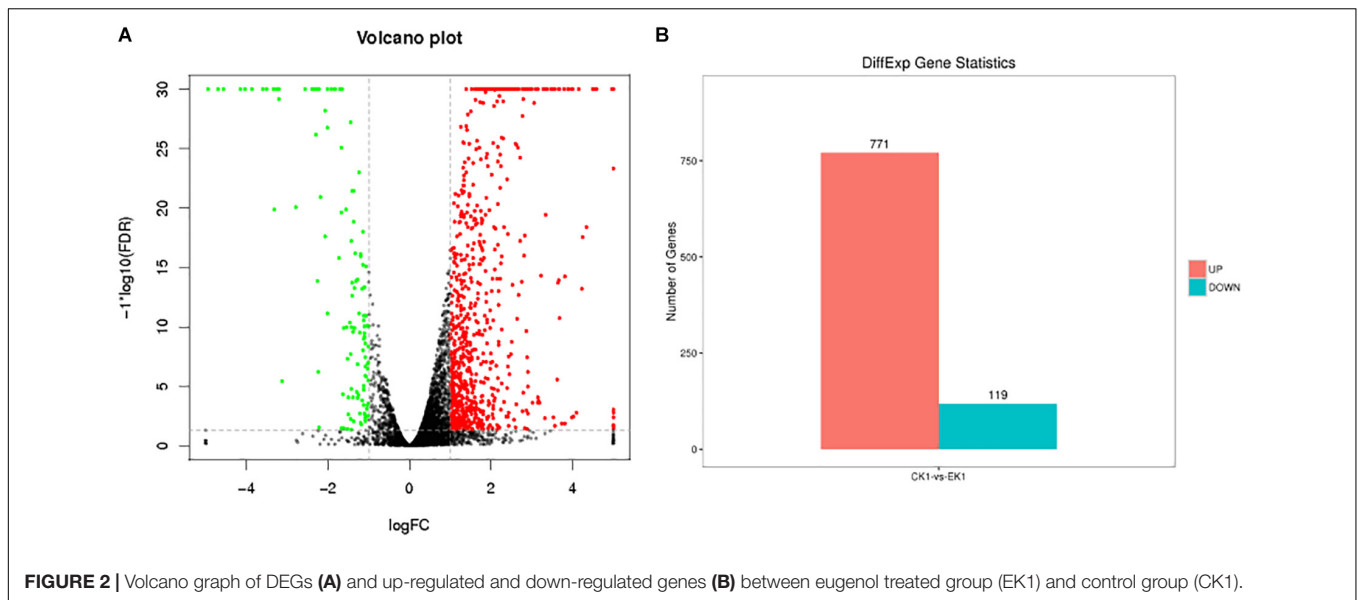 A
Volcano plot
-1*log10(FDR)
30
25
20
15
10
5
0
-4
-2
0
2
4
logFC
B
DiffExp Gene Statistics
Number of Genes
750
500
250
0
771
119
CK1-vs-EK1
UP
DOWN
FIGURE 2 | Volcano graph of DEGs (A) and up-regulated and down-regulated genes (B) between eugenol treated group (EK1) and control group (CK1).